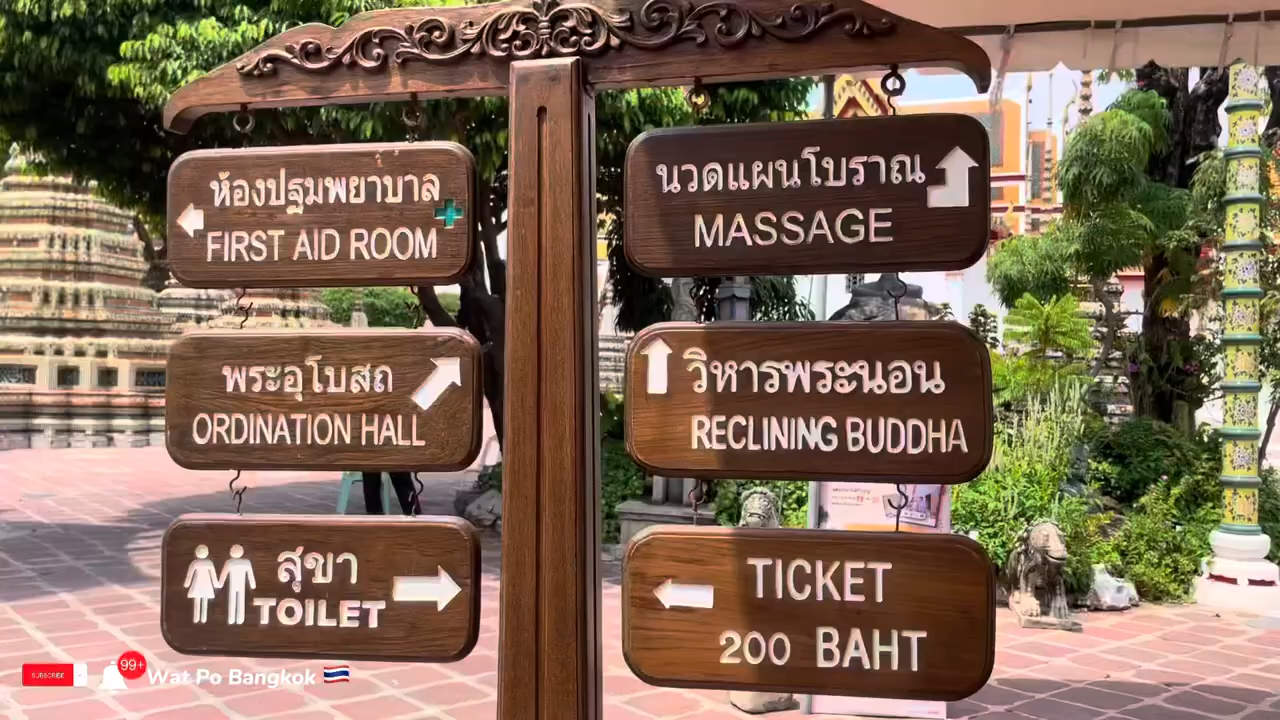 ห้องปฐมพยาบาล
FIRST AID ROOM
พระอุโบสถ
ORDINATION HALL
สุขา
TOILET
นวดแผนโบราณ
MASSAGE
วิหารพระนอน
RECLINING BUDDHA
TICKET
200 BAHT
SUBSCRIBE
99+
Wat Po Bangkok